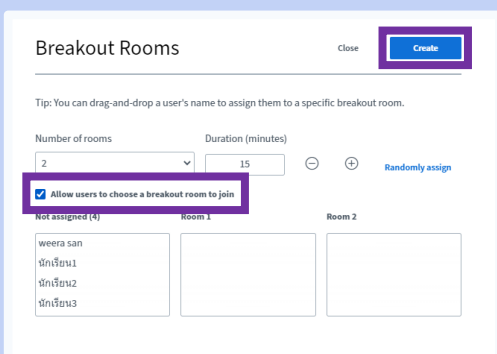 Breakout Rooms Close Create
Tip: You can drag-and-drop a user's name to assign them to a specific breakout room.
Number of rooms Duration (minutes)
2 15 Randomly assign
Allow users to choose a breakout room to join
Not assigned (4) Room 1 Room 2
weera san
นักเรียน1
นักเรียน2
นักเรียน3